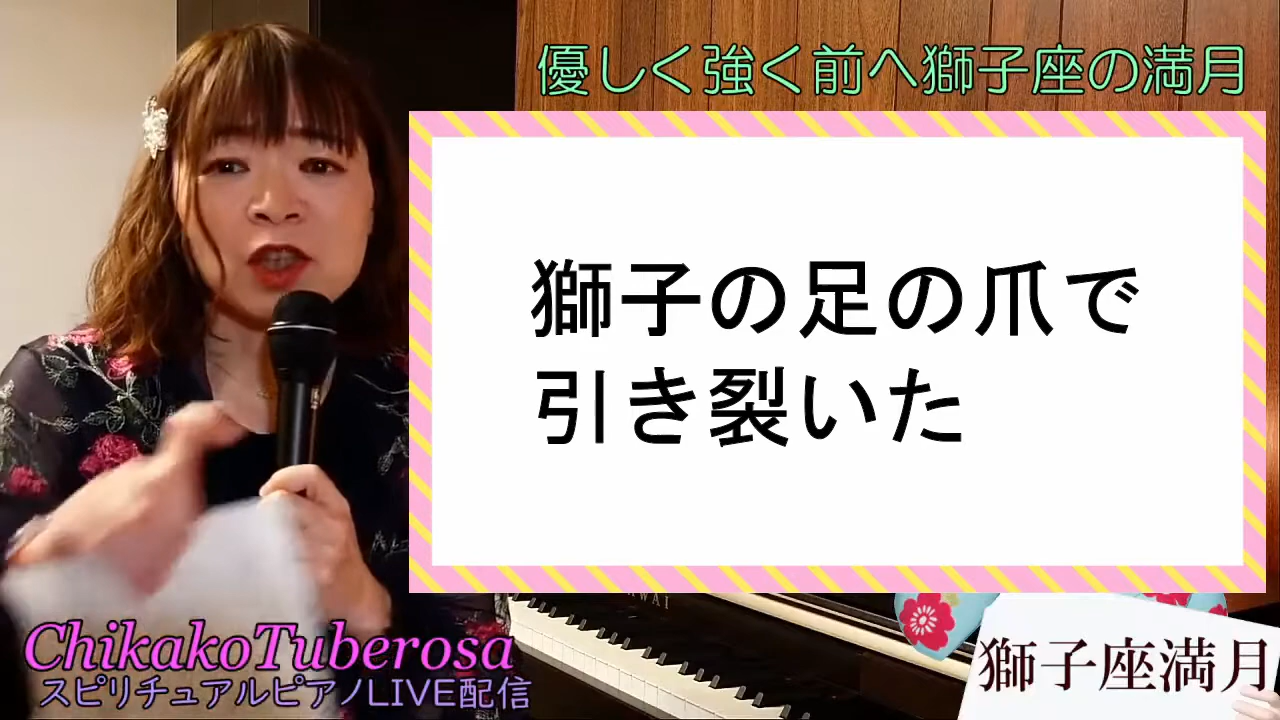 優しく強く前へ獅子座の満月
獅子の足の爪で
引き裂いた
ChikakoTuberosa
スピリチュアルピアノLIVE配信
獅子座満月